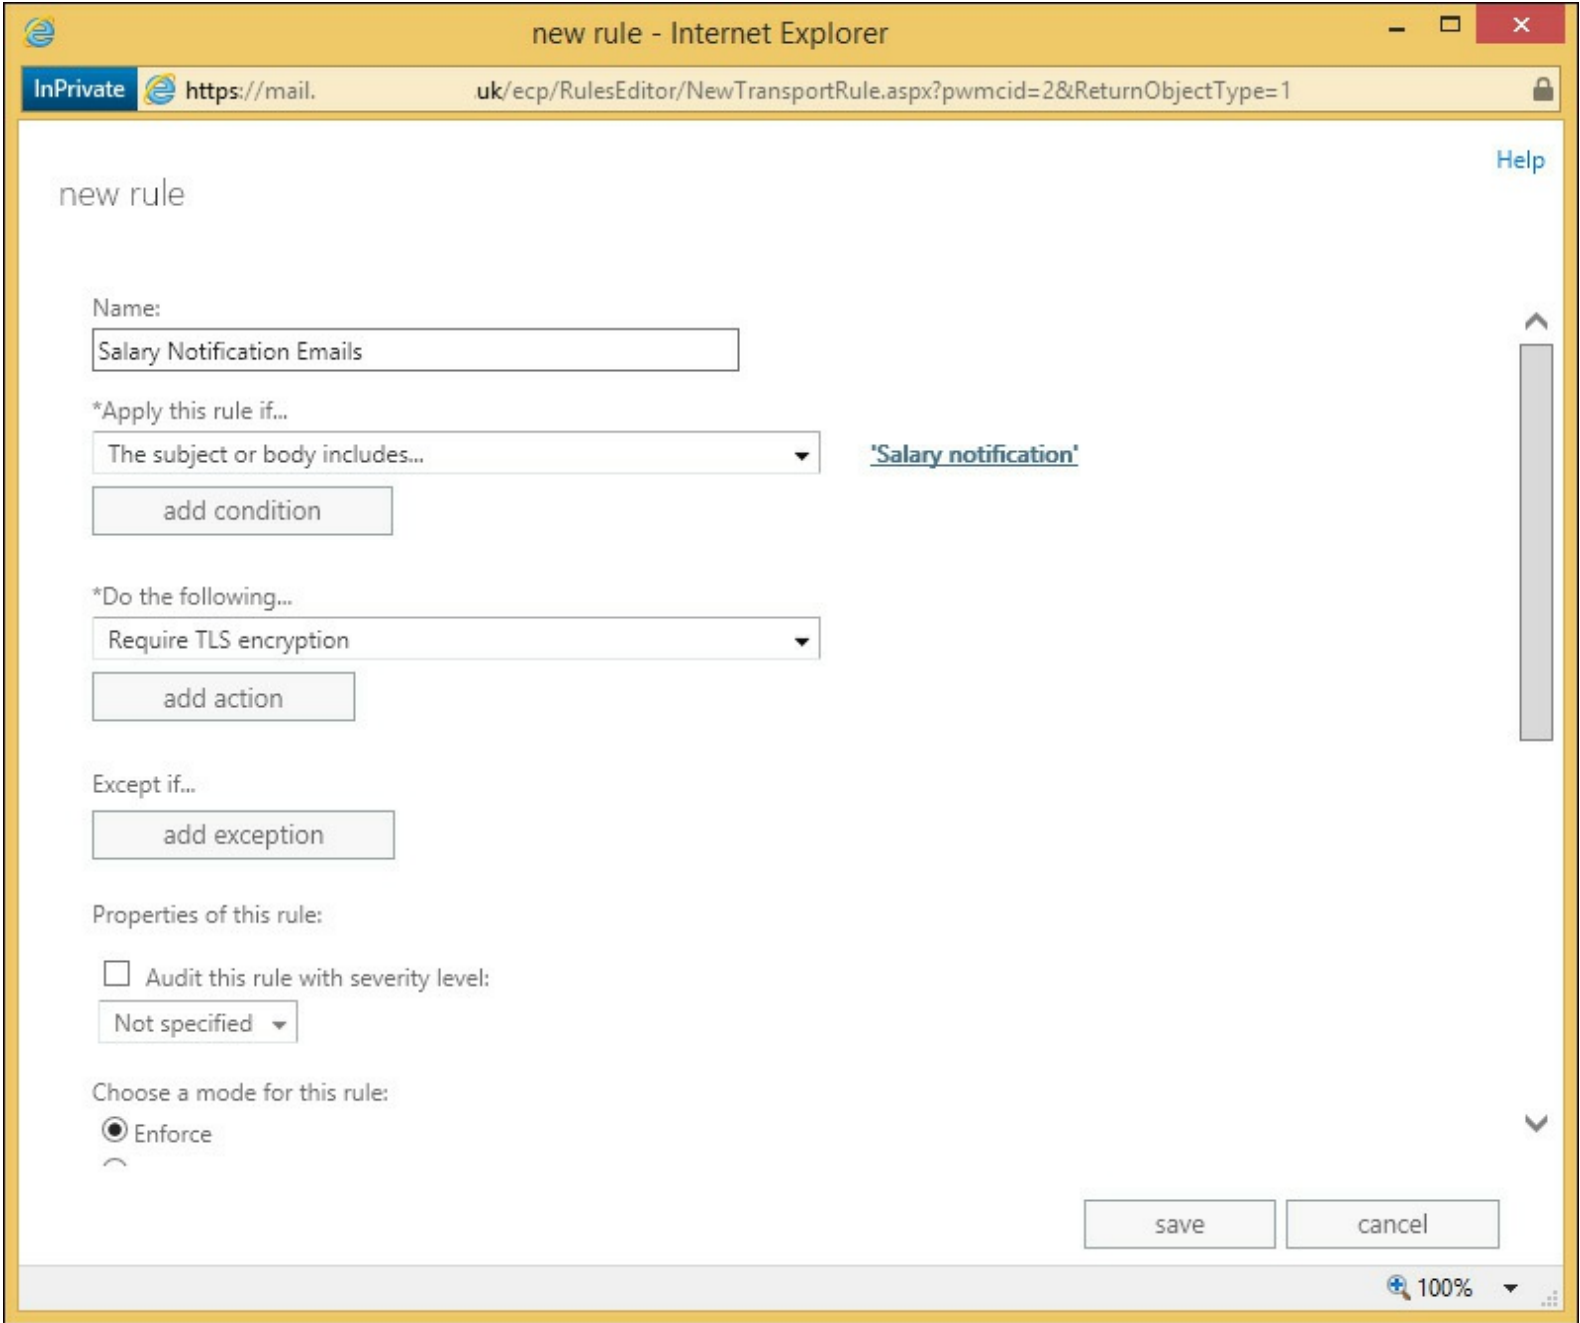 new rule - Internet Explorer
InPrivate https://mail. .uk/ecp/RulesEditor/NewTransportRule.aspx?pwmcid=2&ReturnObjectType=1
Help
new rule
Name:
Salary Notification Emails
*Apply this rule if...
The subject or body includes... 'Salary notification'
add condition
*Do the following...
Require TLS encryption
add action
Except if...
add exception
Properties of this rule:
Audit this rule with severity level:
Not specified
Choose a mode for this rule:
Enforce
save cancel
100%